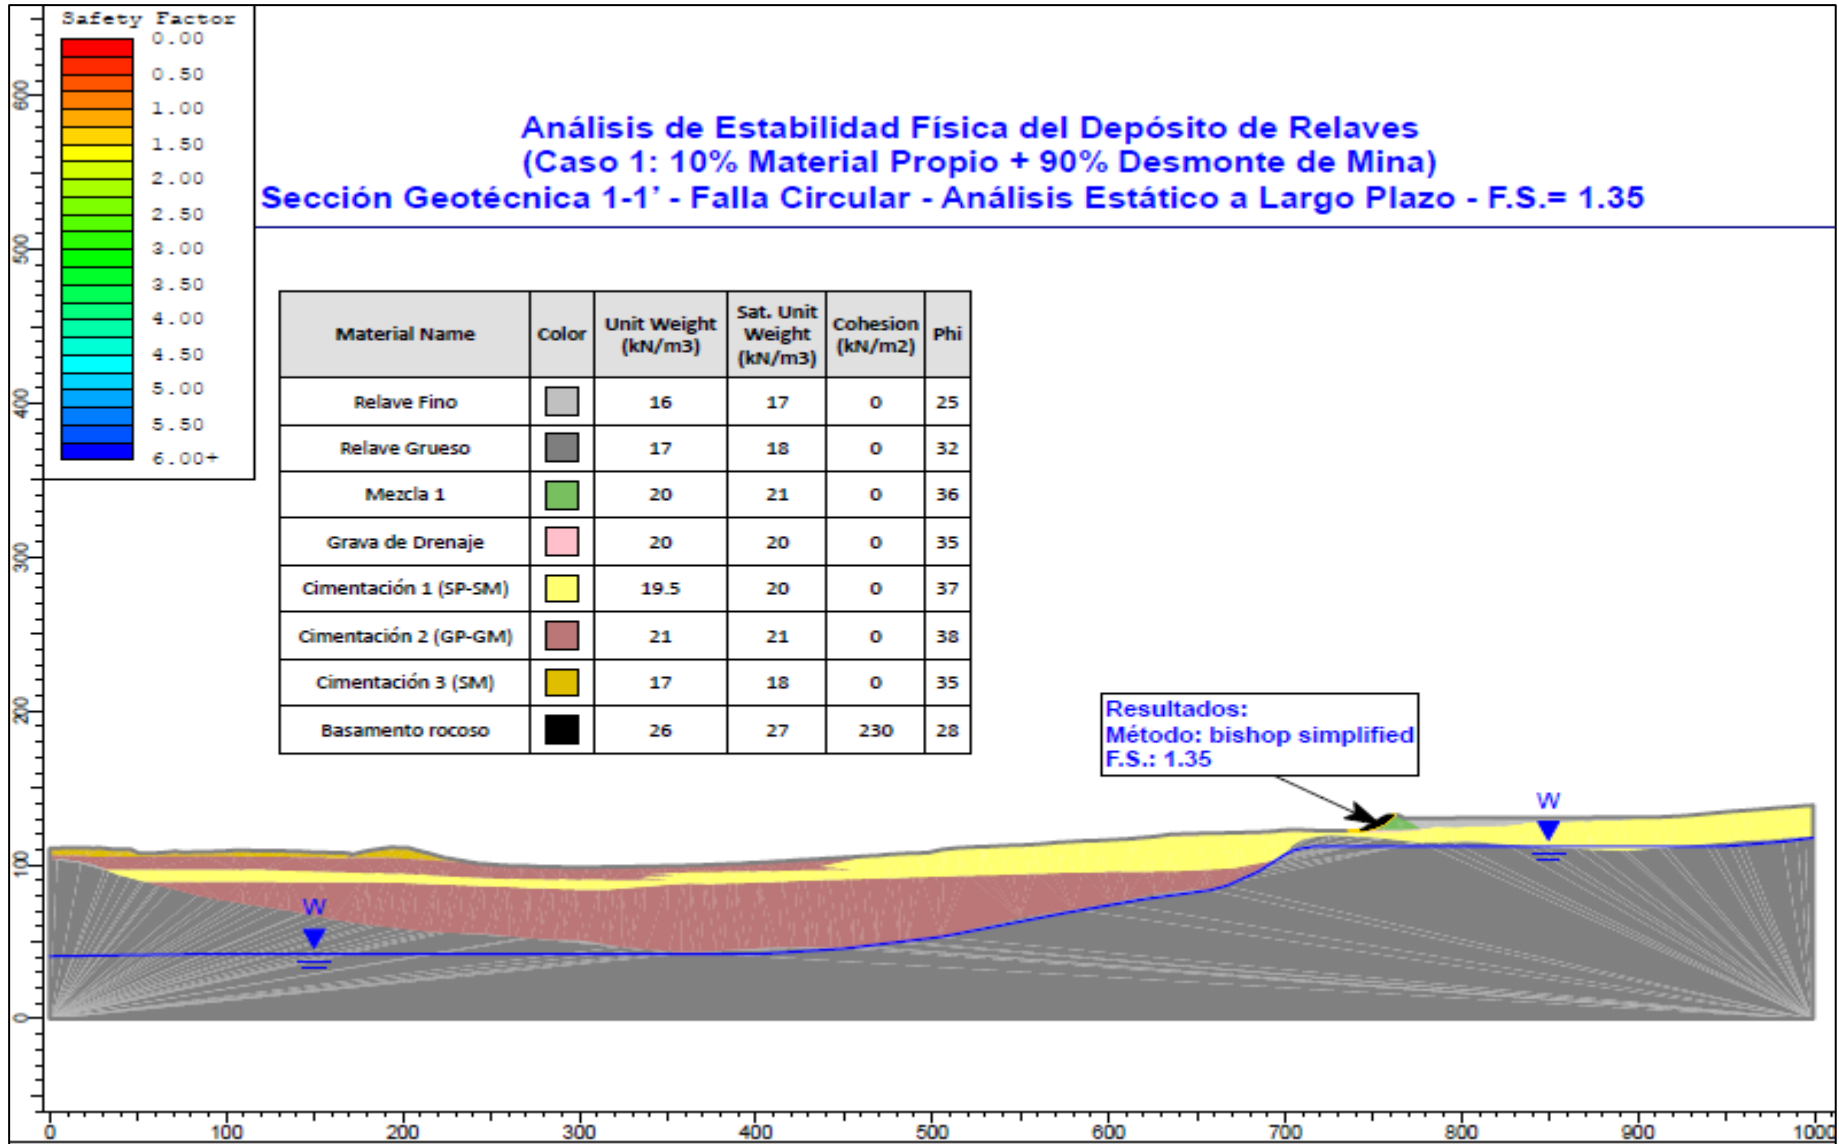 Safety Factor
0.00
0.50
1.00
1.50
2.00
2.50
3.00
3.50
4.00
4.50
5.00
5.50
6.00+
Análisis de Estabilidad Física del Depósito de Relaves
(Caso 1: 10% Material Propio + 90% Desmonte de Mina)
Sección Geotécnica 1-1’ - Falla Circular - Análisis Estático a Largo Plazo - F.S.= 1.35
Material Name Color Unit Weight (kN/m3) Sat. Unit Weight (kN/m3) Cohesion (kN/m2) Phi
Relave Fino 16 17 0 25
Relave Grueso 17 18 0 32
Mezcla 1 20 21 0 36
Grava de Drenaje 20 20 0 35
Cimentación 1 (SP-SM) 19.5 20 0 37
Cimentación 2 (GP-GM) 21 21 0 38
Cimentación 3 (SM) 17 18 0 35
Basamento rocoso 26 27 230 28
Resultados:
Método: bishop simplified
F.S.: 1.35
W
W
600
500
400
300
200
100
0
0 100 200 300 400 500 600 700 800 900 1000